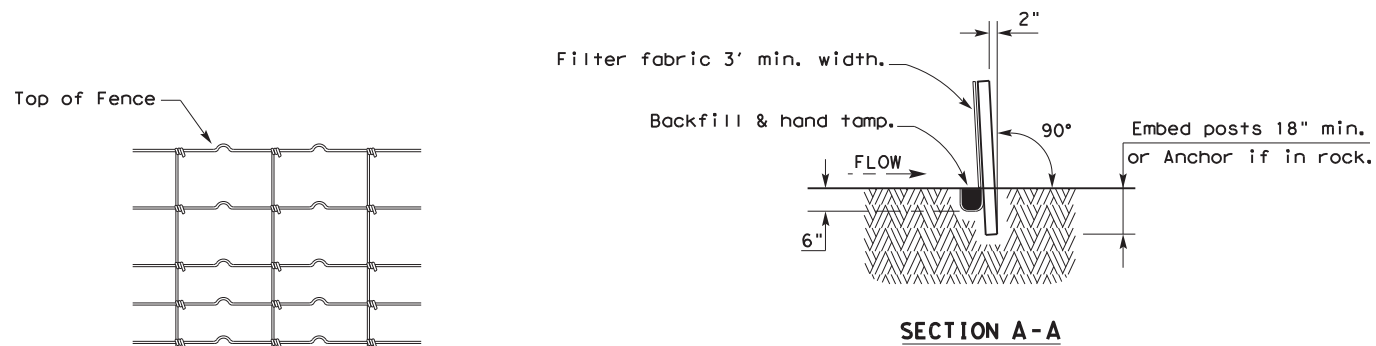 Top of Fence
2"
Filter fabric 3' min. width.
Backfill & hand tamp.
90°
Embed posts 18" min.
or Anchor if in rock.
FLOW
6"
SECTION A-A